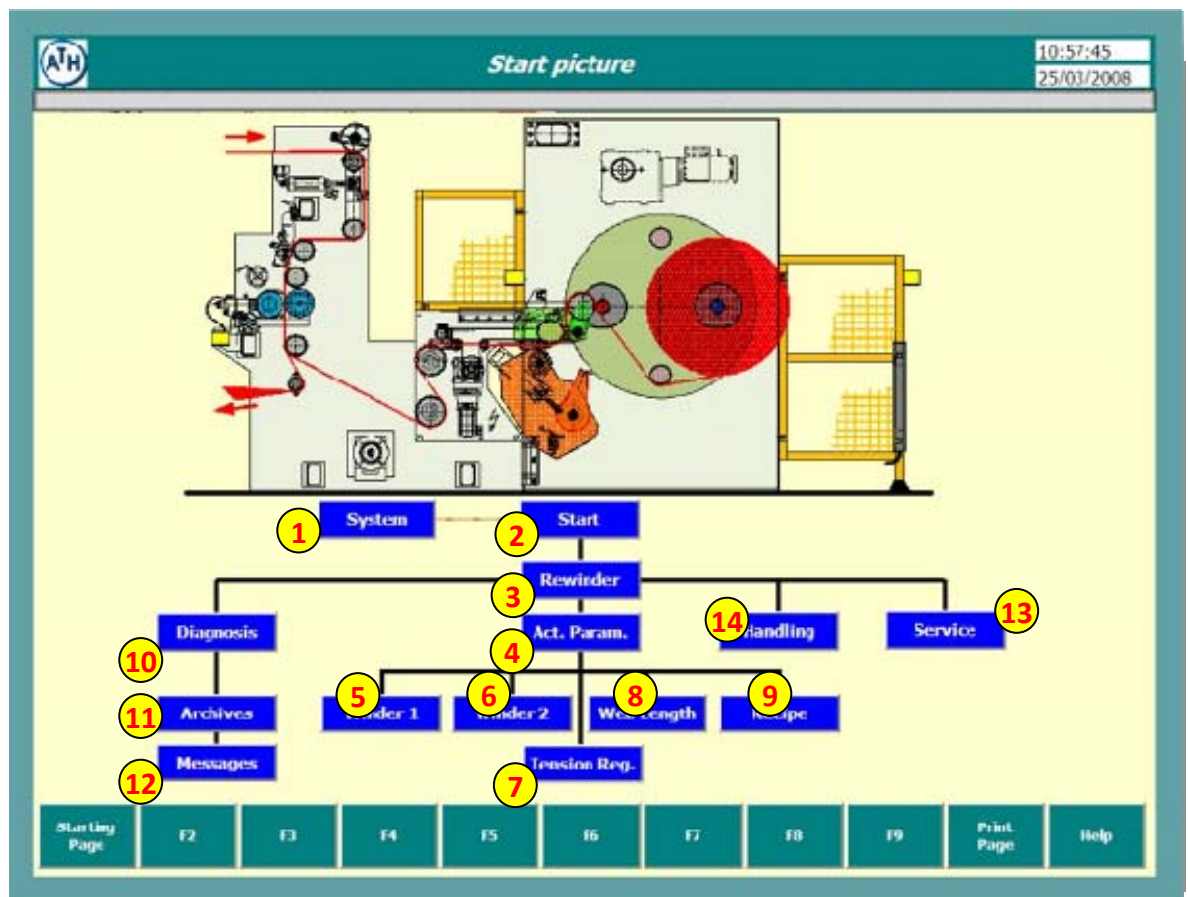 ATH
Start picture
10:57:45
25/03/2008
1
System
2
Start
3
Rewinder
10
Diagnosis
4
Act. Param.
14
Handling
13
Service
11
Archives
5
Winder 1
6
Winder 2
8
Web Length
9
Recipe
12
Messages
7
Tension Reg.
Starting
Page
F2
F3
F4
F5
F6
F7
F8
F9
Print
Page
Help